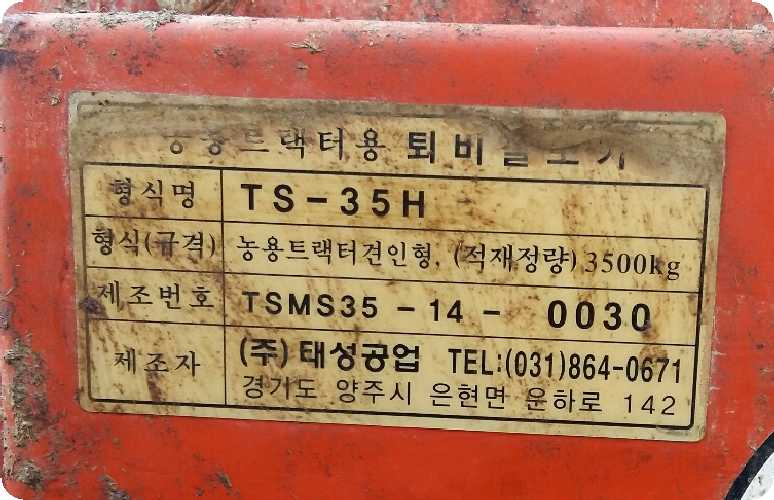 농용트랙터용 퇴비살포기
형식명 TS-35H
형식(규격) 농용트랙터견인형, (적재정량) 3500kg
제조번호 TSMS35-14-0030
제조자 (주)태성공업 TEL:(031)864-0671
경기도 양주시 은현면 운하로 142